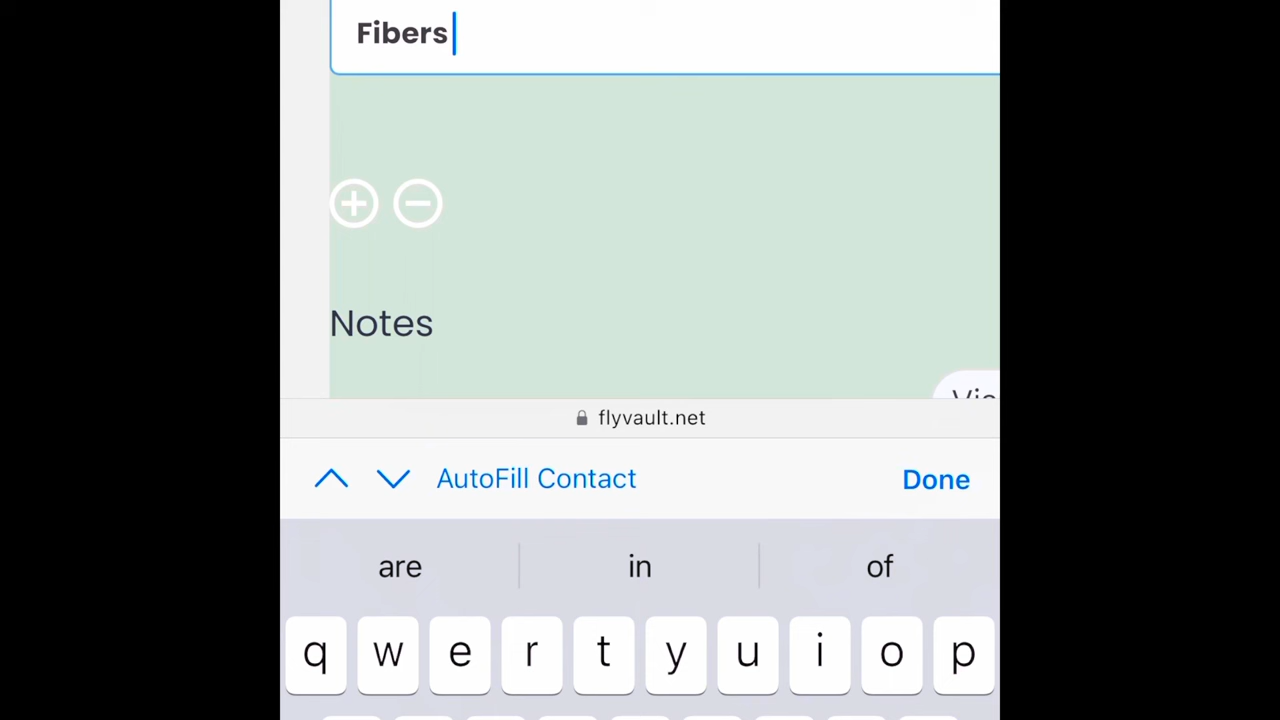 Fibers
Notes
flyvault.net
AutoFill Contact
Done
are in of
q w e r t y u i o p